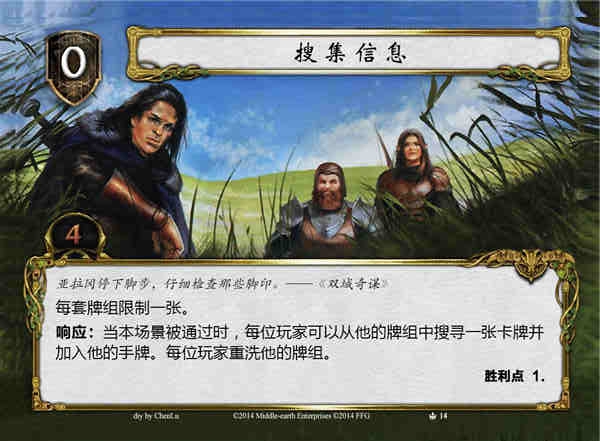 0
搜集信息
4
亚拉冈停下脚步，仔细检查那些脚印。——《双城奇谋》
每套牌组限制一张。
响应：当本场景被通过时，每位玩家可以从他的牌组中搜寻一张卡牌并
加入他的手牌。每位玩家重洗他的牌组。
胜利点 1.
diy by ChenLu ©2014 Middle-earth Enterprises ©2014 FFG 14